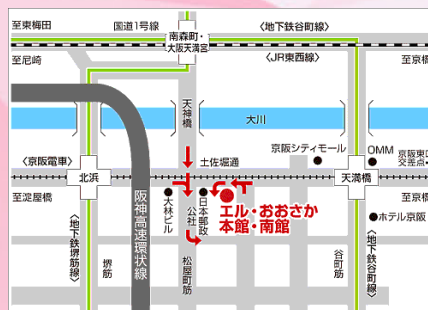 至東梅田
国道1号線
南森町・
大阪天満宮
〈地下鉄谷町線〉
至尼崎
〈JR東西線〉
至京橋
天神橋
大川
京阪シティモール
OMM
京阪東口
交差点
〈京阪電車〉
土佐堀通
北浜
天満橋
至淀屋橋
大林ビル
公社
日本郵政
エル・おおさか
本館・南館
至京橋
ホテル京阪
阪神高速環状線
〈地下鉄堺筋線〉
堺筋
松屋町筋
谷町筋
〈地下鉄谷町線〉